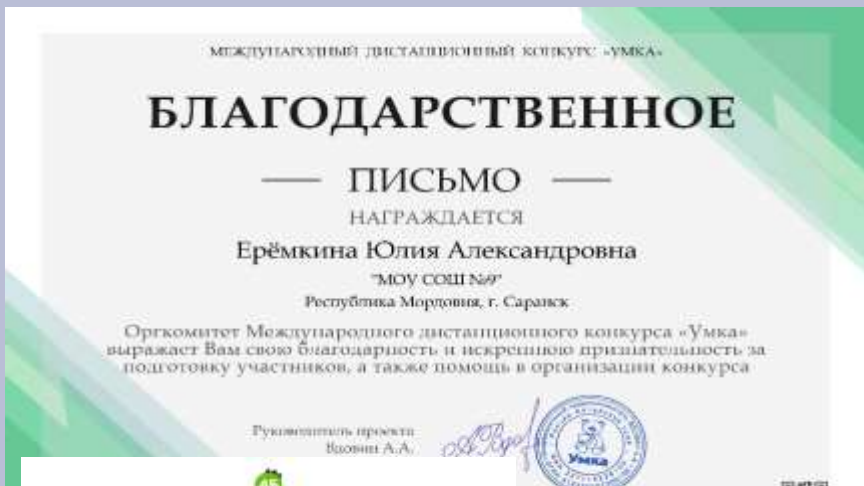 МЕЖДУНАРОДНЫЙ ДИСТАНЦИОННЫЙ КОНКУРС «УМКА»
БЛАГОДАРСТВЕННОЕ
ПИСЬМО
НАГРАЖДАЕТСЯ
Ерёмкина Юлия Александровна
"МОУ СОШ №9"
Республика Мордовия, г. Саранск
Оргкомитет Международного дистанционного конкурса «Умка»
выражает Вам свою благодарность и искреннюю признательность за
подготовку участников, а также помощь в организации конкурса
Руководитель проекта
Вдовин А.А.
Умка